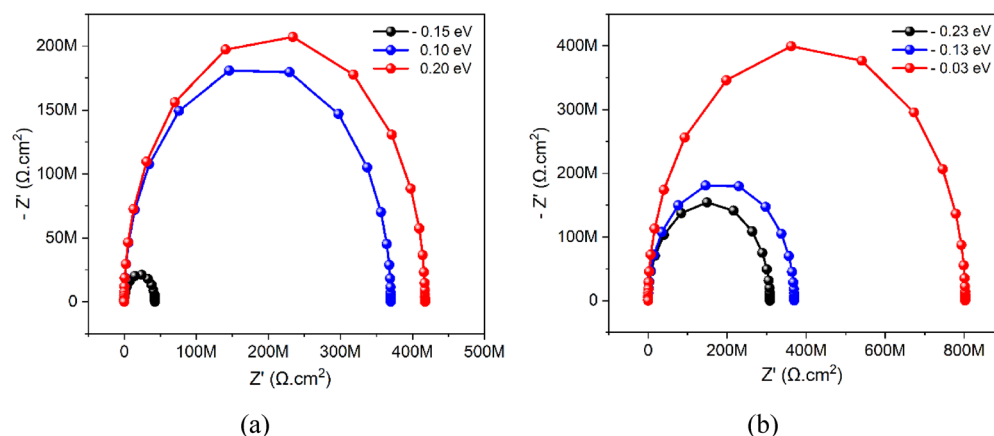 - 0.15 eV
0.10 eV
0.20 eV
200M
150M
100M
50M
0
- Z' (Ω.cm²)
0 100M 200M 300M 400M 500M
Z' (Ω.cm²)
(a)
- 0.23 eV
- 0.13 eV
- 0.03 eV
400M
300M
200M
100M
0
- Z' (Ω.cm²)
0 200M 400M 600M 800M
Z' (Ω.cm²)
(b)